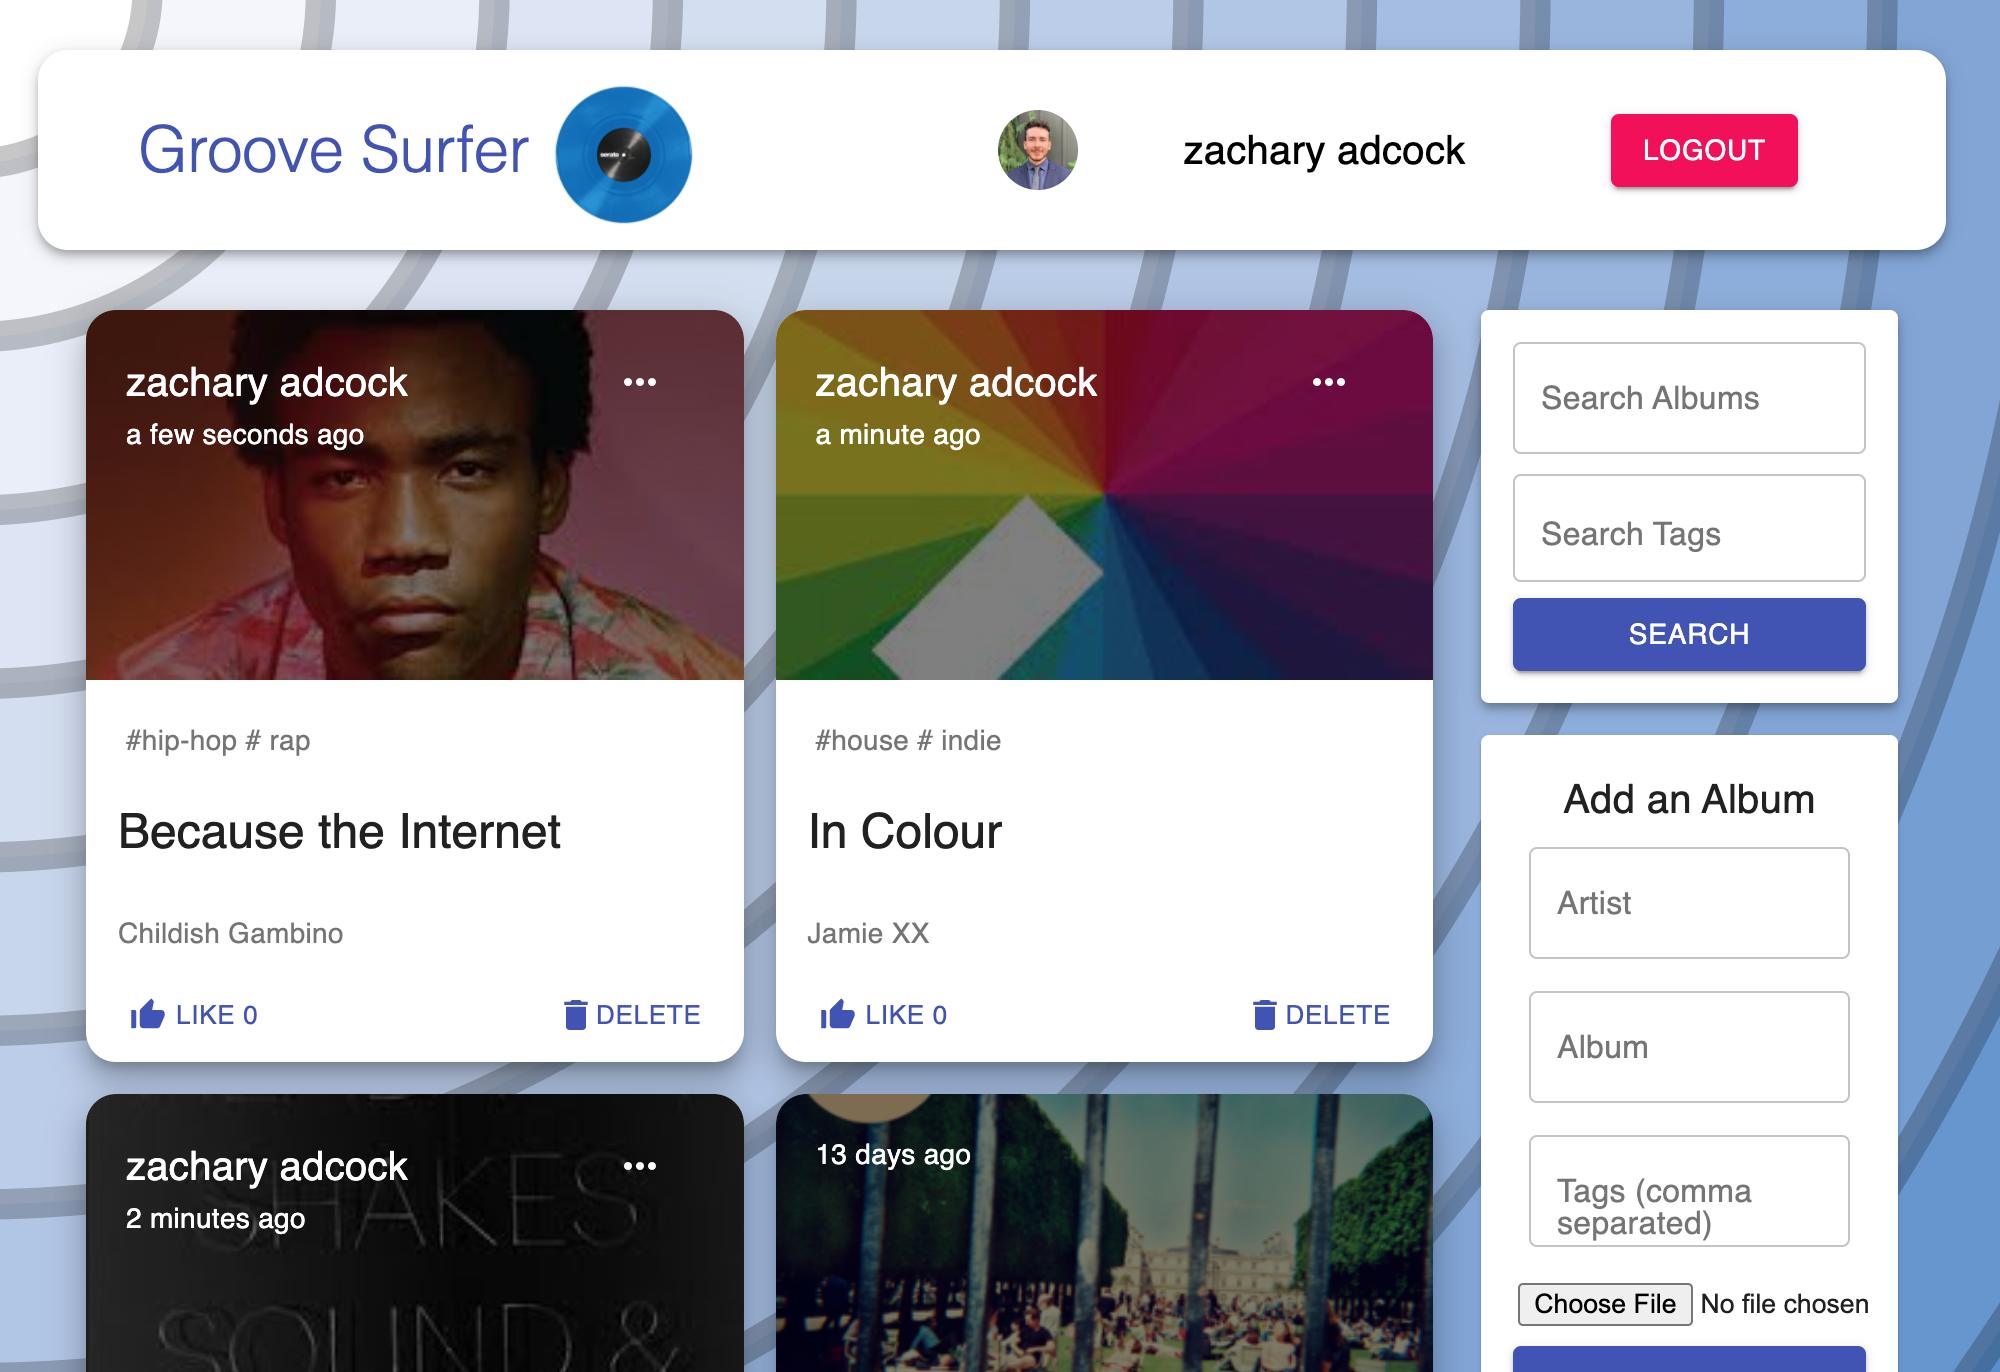 Groove Surfer
serato
zachary adcock
LOGOUT
zachary adcock
a few seconds ago
#hip-hop # rap
Because the Internet
Childish Gambino
LIKE 0
DELETE
zachary adcock
a minute ago
#house # indie
In Colour
Jamie XX
LIKE 0
DELETE
zachary adcock
2 minutes ago
SHAKES
SOUND &
13 days ago
Search Albums
Search Tags
SEARCH
Add an Album
Artist
Album
Tags (comma
separated)
Choose File No file chosen